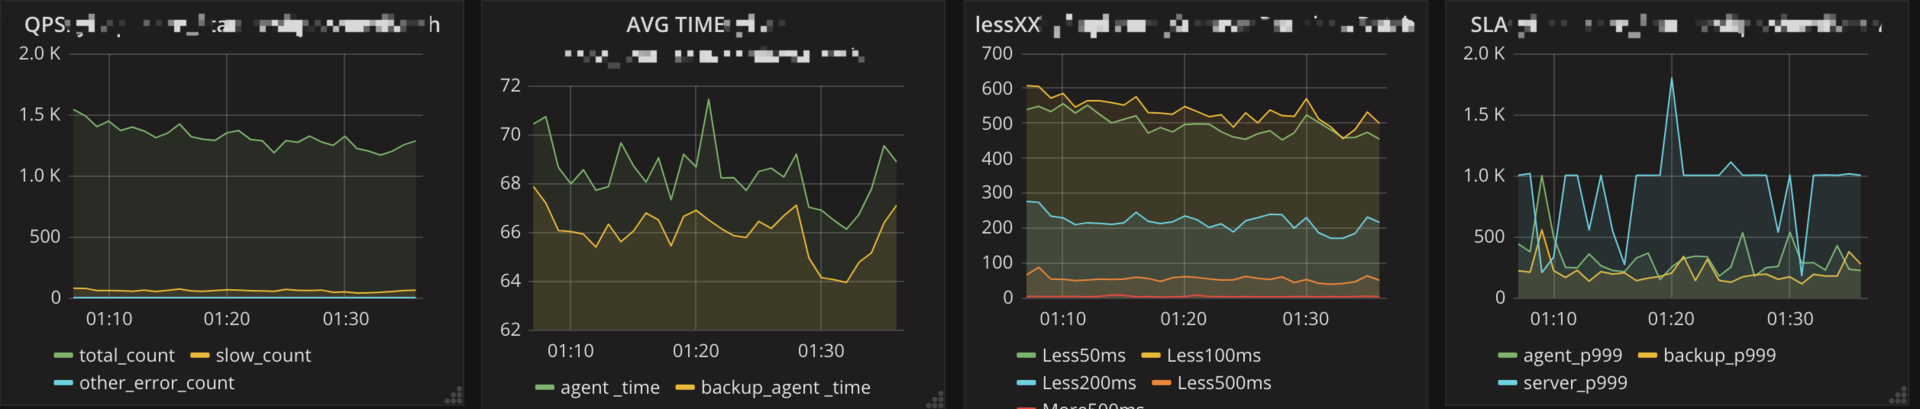 QPS
2.0 K
1.5 K
1.0 K
500
0
01:10 01:20 01:30
total_count slow_count
other_error_count
AVG TIME
72
70
68
66
64
62
01:10 01:20 01:30
agent _time backup_agent _time
lessXX
700
600
500
400
300
200
100
0
01:10 01:20 01:30
Less50ms Less100ms
Less200ms Less500ms
More500ms
SLA
2.0 K
1.5 K
1.0 K
500
0
01:10 01:20 01:30
agent_p999 backup_p999
server_p999